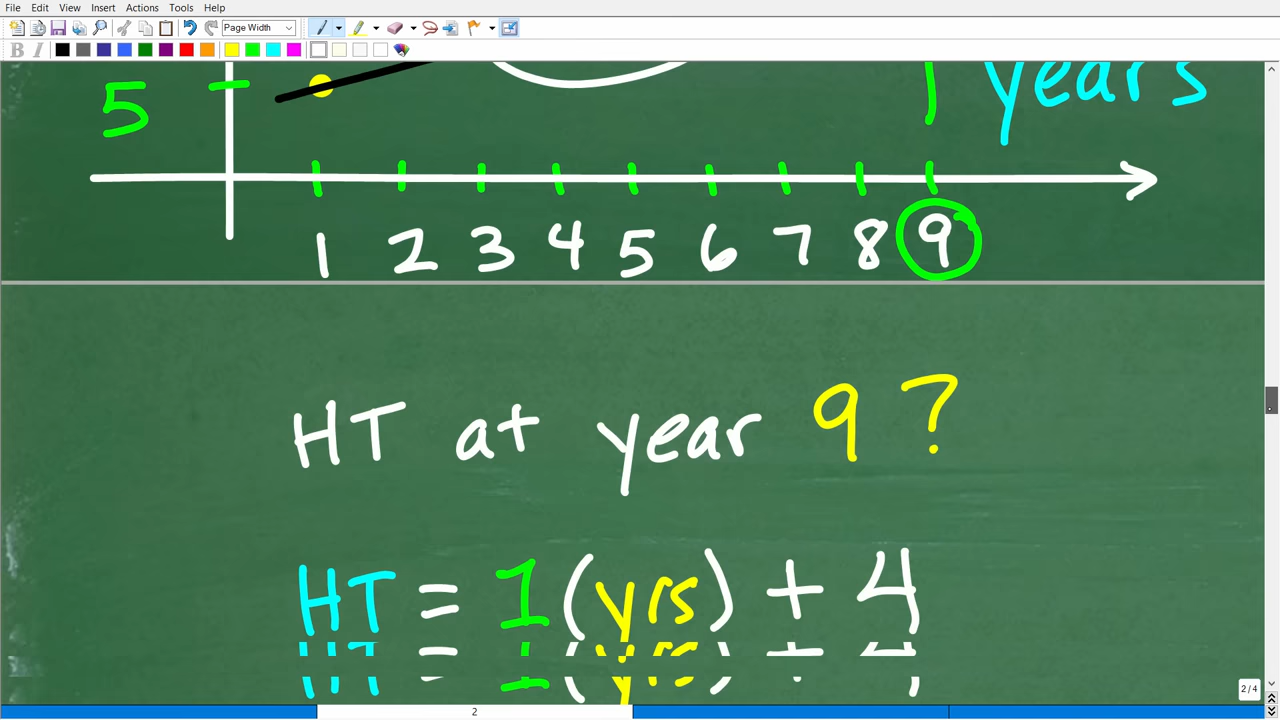 File Edit View Insert Actions Tools Help
Page Width
B I
5 years
1 2 3 4 5 6 7 8 9
HT at year 9 ?
HT = 1 (yrs) + 4
2 / 4
2